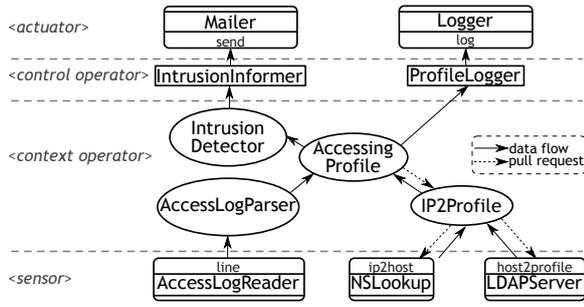 <actuator>
Mailer
send
Logger
log
<control operator>
IntrusionInformer
ProfileLogger
<context operator>
Intrusion
Detector
Accessing
Profile
data flow
pull request
AccessLogParser
IP2Profile
<sensor>
line
AccessLogReader
ip2host
NSLookup
host2profile
LDAPServer